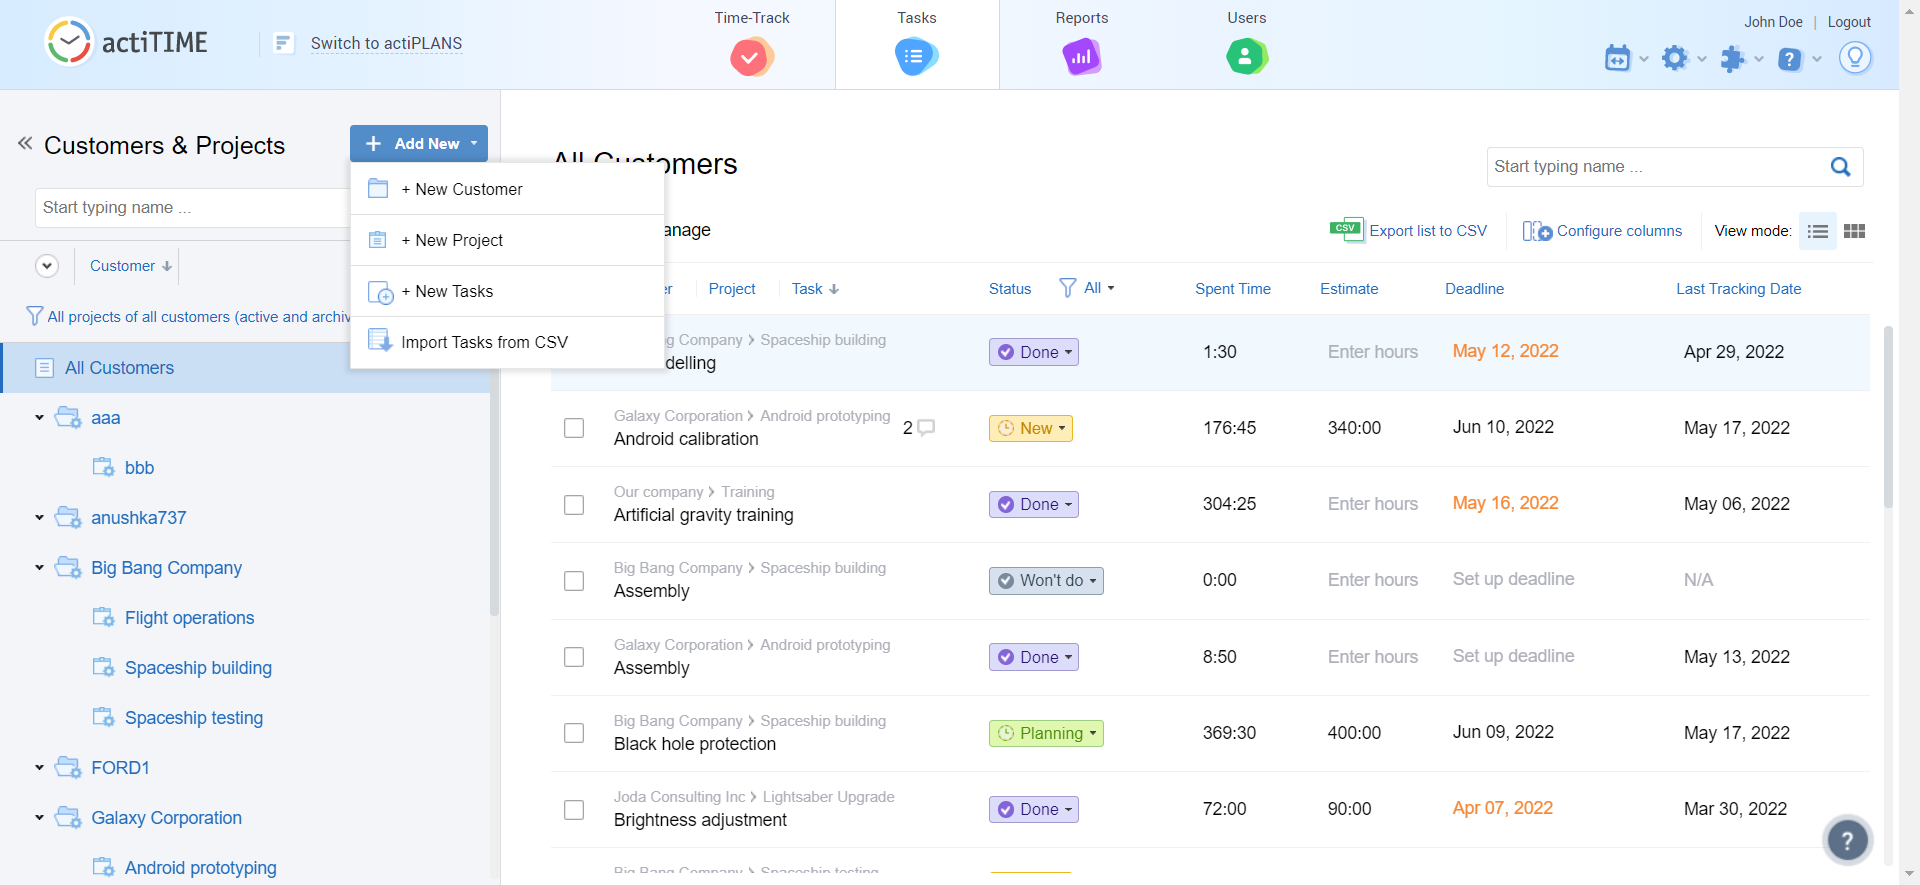 actiTIME
Switch to actiPLANS
Time-Track
Tasks
Reports
Users
John Doe | Logout
Customers & Projects
Add New
+ New Customer
+ New Project
+ New Tasks
Import Tasks from CSV
Start typing name ...
Customer
All projects of all customers (active and archiv
All Customers
aaa
bbb
anushka737
Big Bang Company
Flight operations
Spaceship building
Spaceship testing
FORD1
Galaxy Corporation
Android prototyping
All Customers
Start typing name ...
anage
CSV Export list to CSV
Configure columns
View mode:
er Project Task Status All Spent Time Estimate Deadline Last Tracking Date
g Company > Spaceship building
delling Done 1:30 Enter hours May 12, 2022 Apr 29, 2022
Galaxy Corporation > Android prototyping
Android calibration 2 New 176:45 340:00 Jun 10, 2022 May 17, 2022
Our company > Training
Artificial gravity training Done 304:25 Enter hours May 16, 2022 May 06, 2022
Big Bang Company > Spaceship building
Assembly Won't do 0:00 Enter hours Set up deadline N/A
Galaxy Corporation > Android prototyping
Assembly Done 8:50 Enter hours Set up deadline May 13, 2022
Big Bang Company > Spaceship building
Black hole protection Planning 369:30 400:00 Jun 09, 2022 May 17, 2022
Joda Consulting Inc > Lightsaber Upgrade
Brightness adjustment Done 72:00 90:00 Apr 07, 2022 Mar 30, 2022
Big Bang Company > Spaceship testing
?